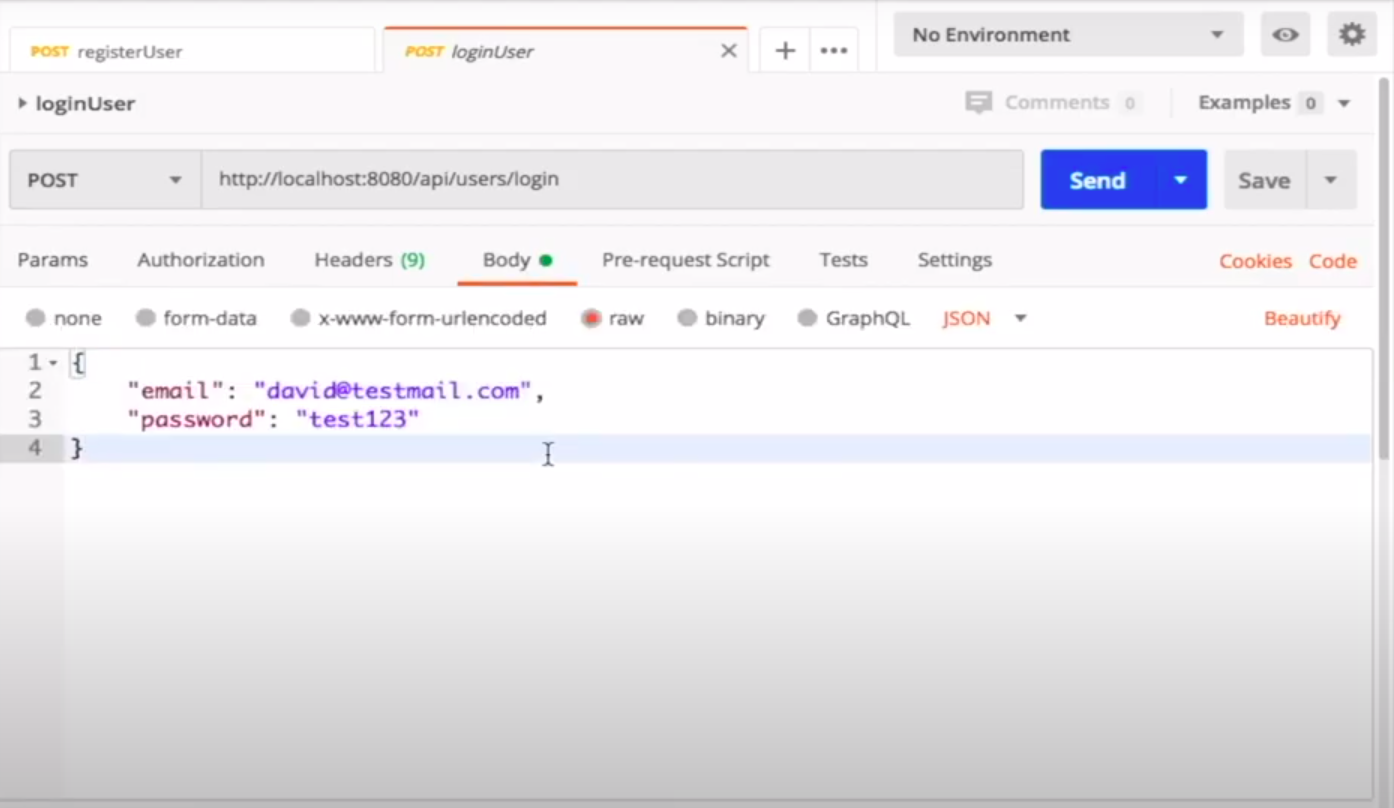 POST registerUser
POST loginUser
No Environment
loginUser
Comments 0
Examples 0
POST
http://localhost:8080/api/users/login
Send
Save
Params Authorization Headers (9) Body Pre-request Script Tests Settings Cookies Code
none form-data x-www-form-urlencoded raw binary GraphQL JSON Beautify
1 {
2 "email": "david@testmail.com",
3 "password": "test123"
4 }